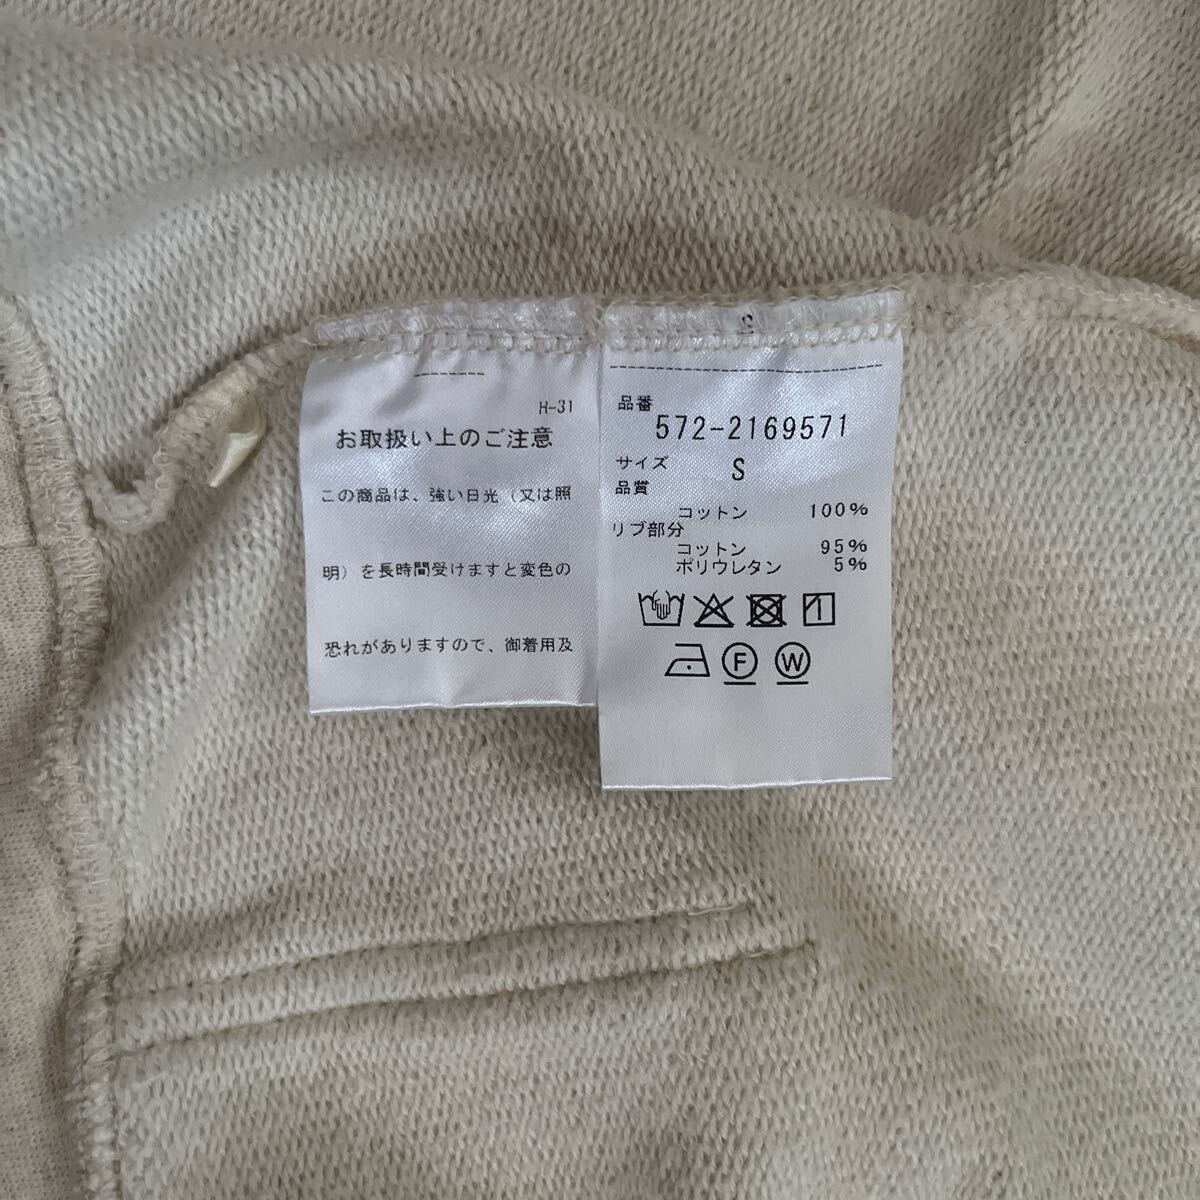 H-31
お取扱い上のご注意
この商品は、強い日光(又は照
明)を長時間受けますと変色の
恐れがありますので、御着用及
品番
572-2169571
サイズ S
品質
コットン 100%
リブ部分
コットン 95%
ポリウレタン 5%
F W